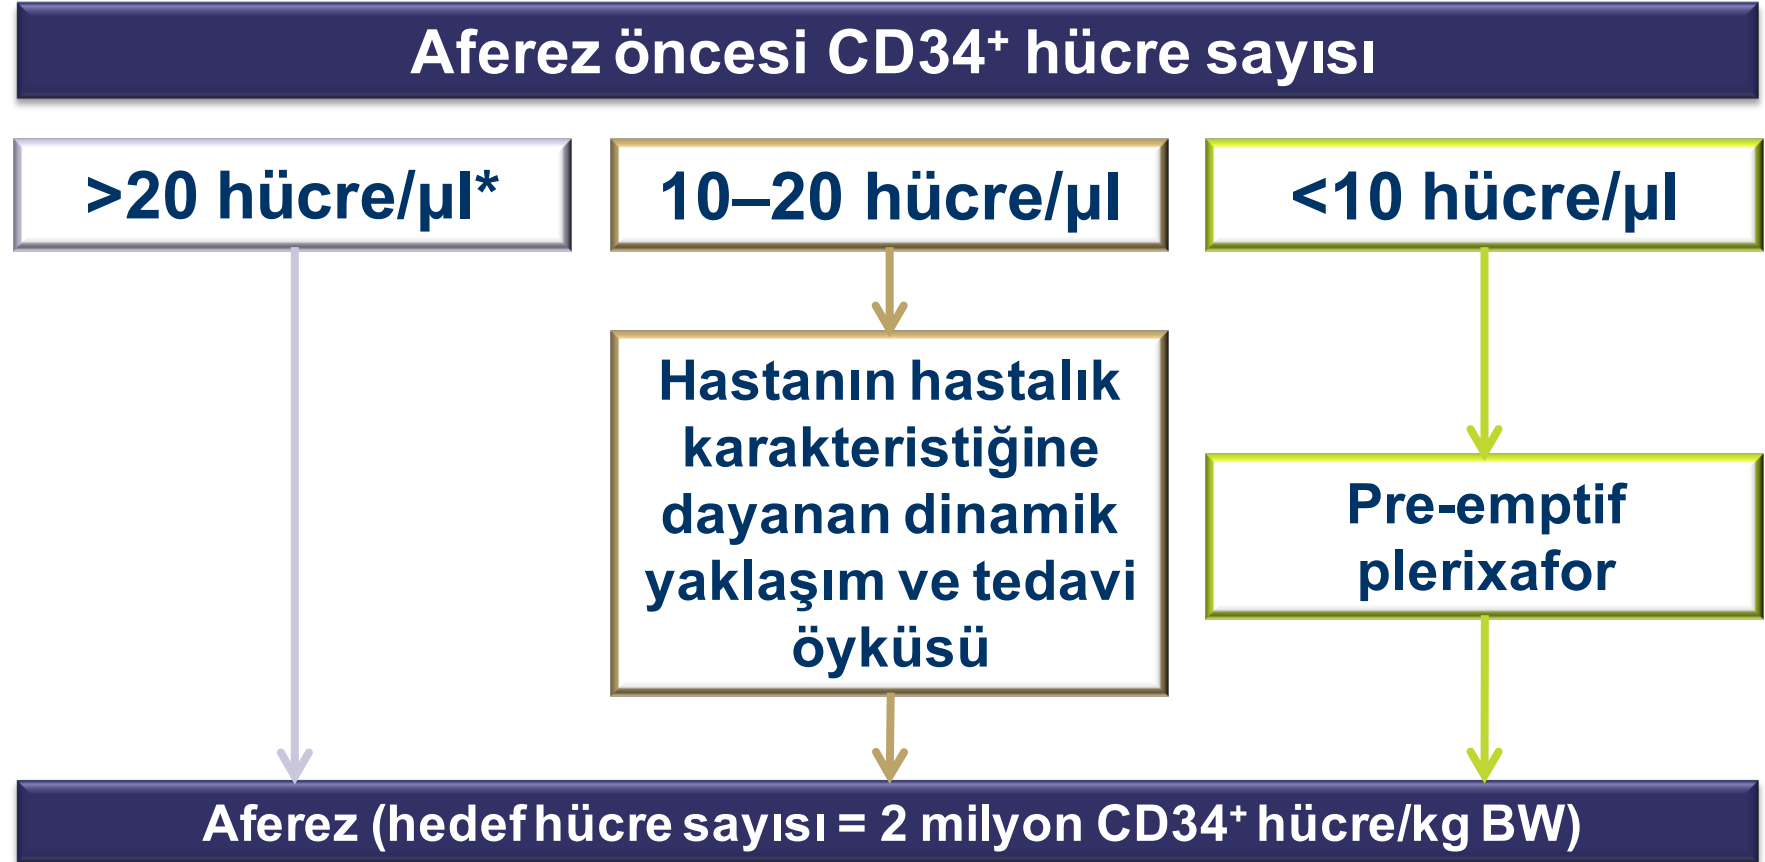 Aferez öncesi CD34⁺ hücre sayısı
>20 hücre/µl*
10–20 hücre/µl
<10 hücre/µl
Hastanın hastalık
karakteristiğine
dayanan dinamik
yaklaşım ve tedavi
öyküsü
Pre-emptif
plerixafor
Aferez (hedef hücre sayısı = 2 milyon CD34⁺ hücre/kg BW)